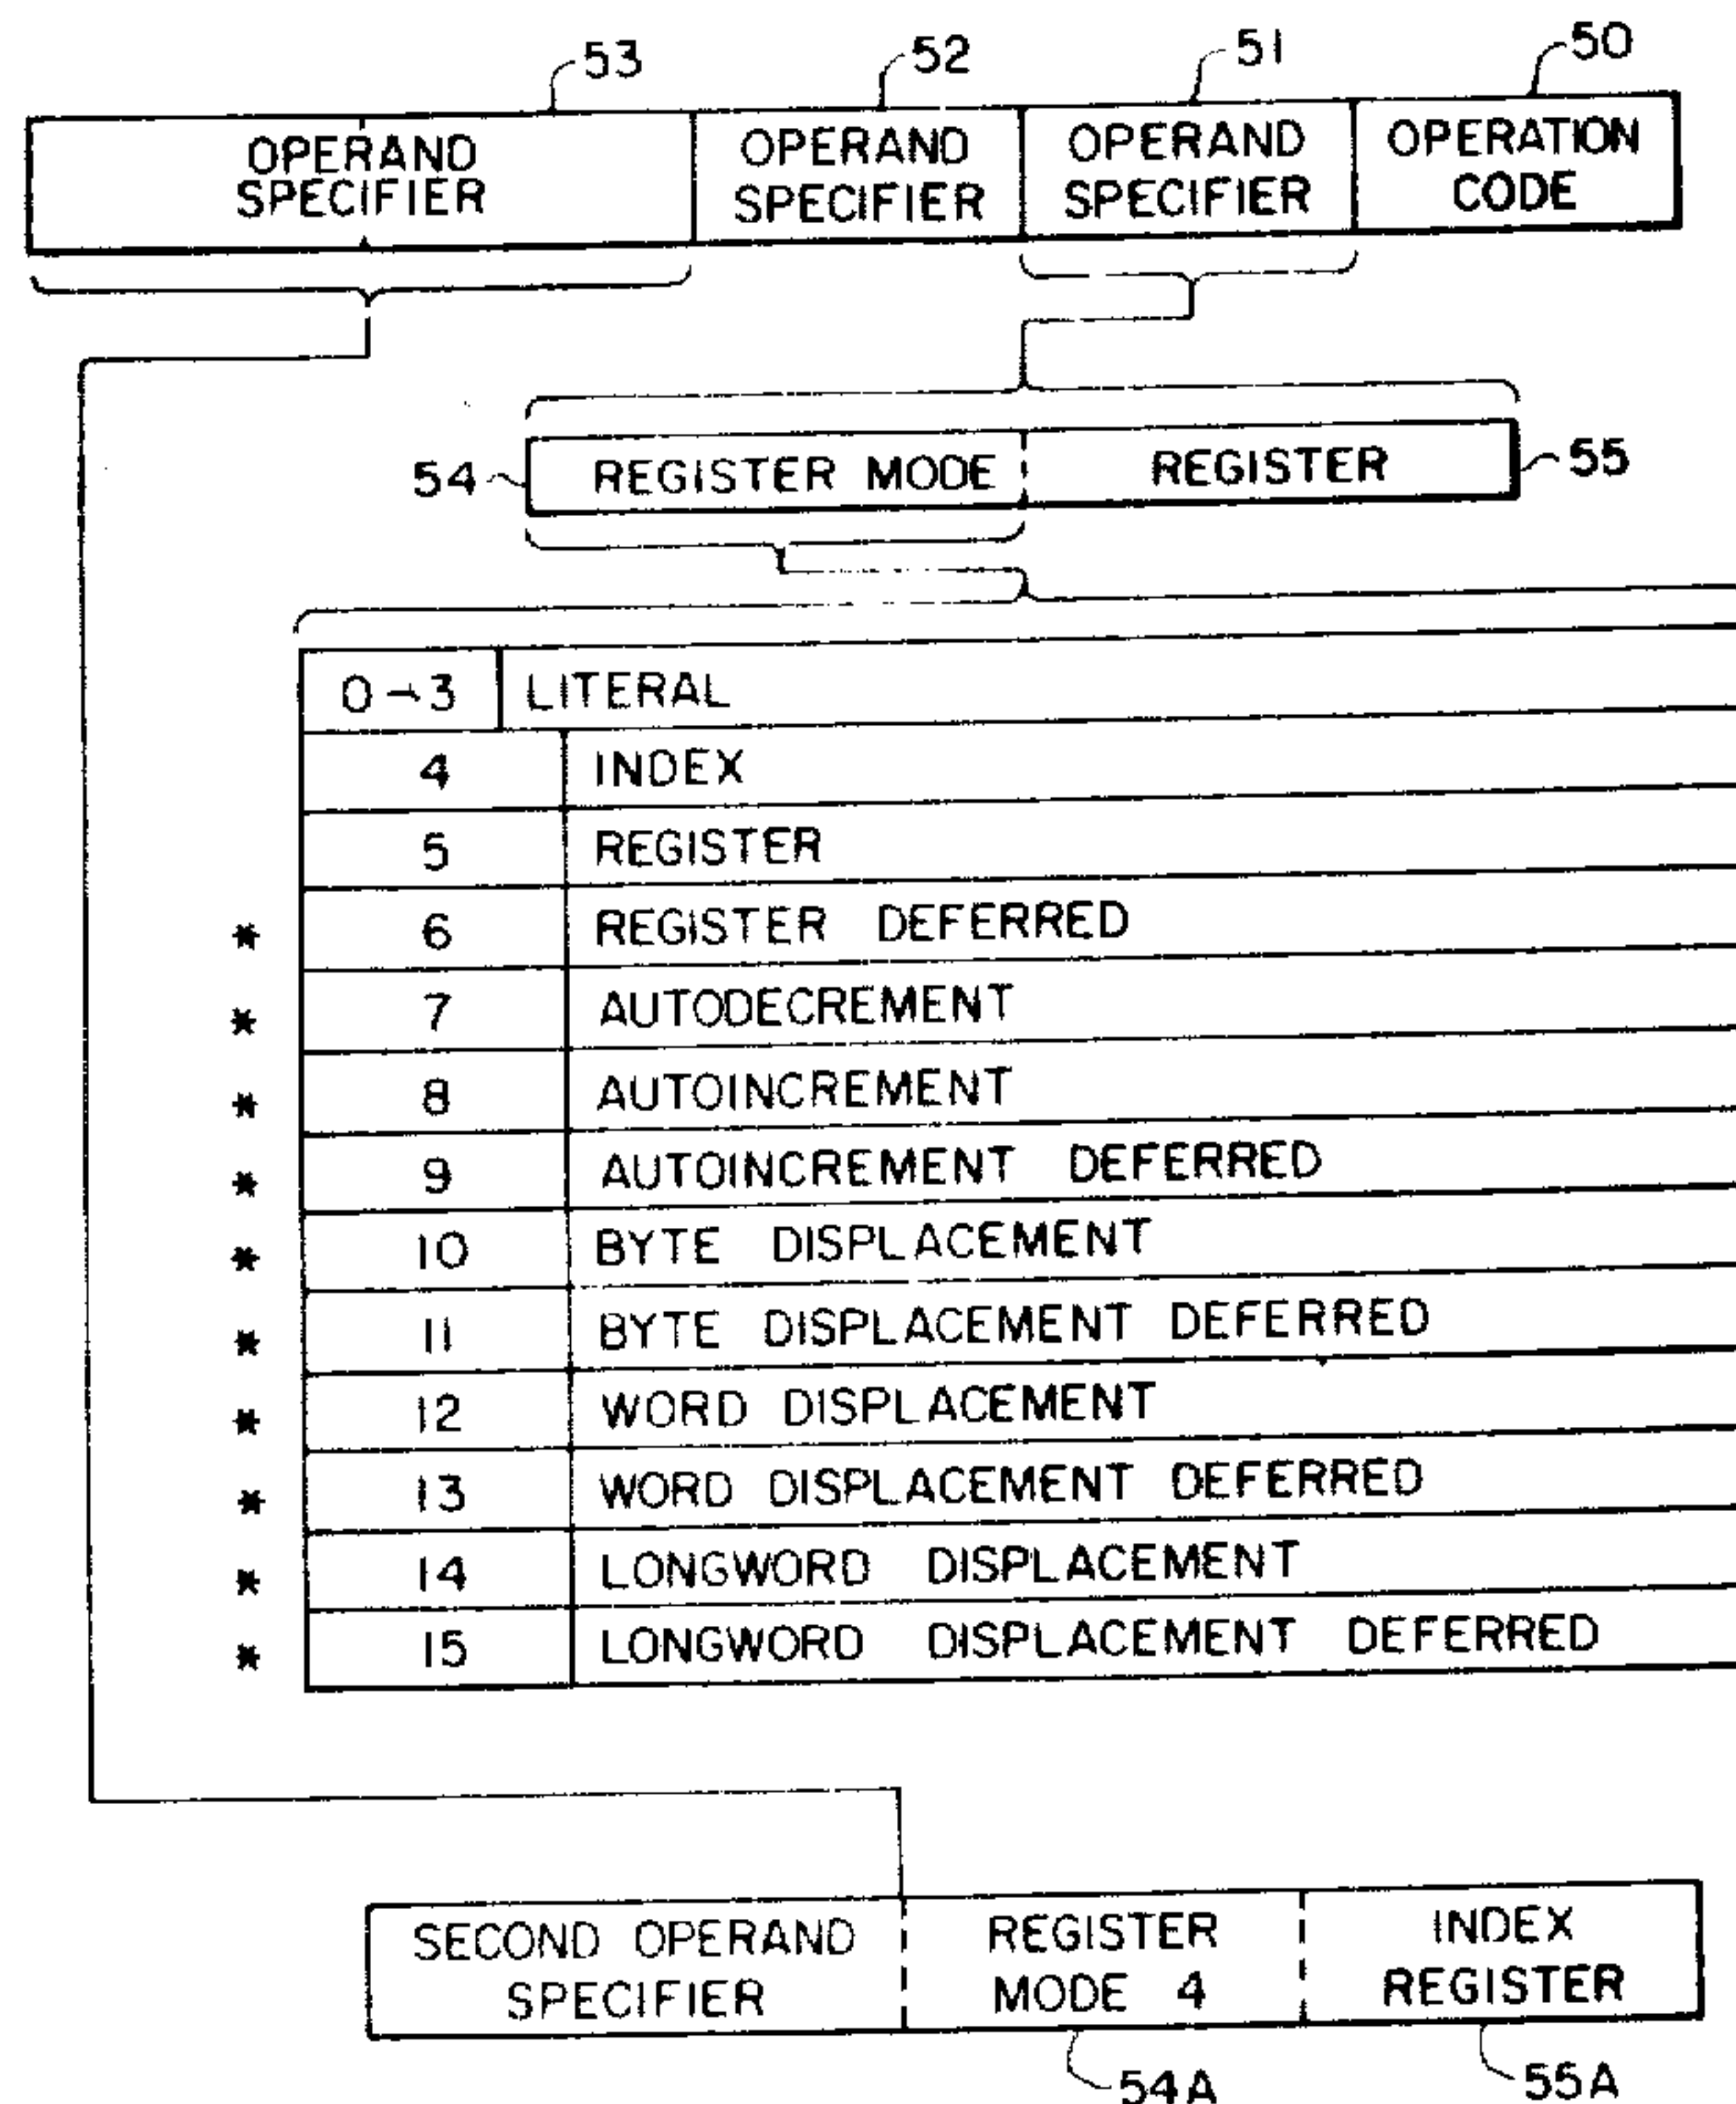 53 52 51 50
OPERAND SPECIFIER
OPERAND SPECIFIER
OPERAND SPECIFIER
OPERATION CODE
54 REGISTER MODE REGISTER 55
0-3 LITERAL
4 INDEX
5 REGISTER
* 6 REGISTER DEFERRED
* 7 AUTODECREMENT
* 8 AUTOINCREMENT
* 9 AUTOINCREMENT DEFERRED
* 10 BYTE DISPLACEMENT
* 11 BYTE DISPLACEMENT DEFERRED
* 12 WORD DISPLACEMENT
* 13 WORD DISPLACEMENT DEFERRED
* 14 LONGWORD DISPLACEMENT
* 15 LONGWORD DISPLACEMENT DEFERRED
SECOND OPERAND
SPECIFIER
REGISTER
MODE 4
INDEX
REGISTER
54A 55A